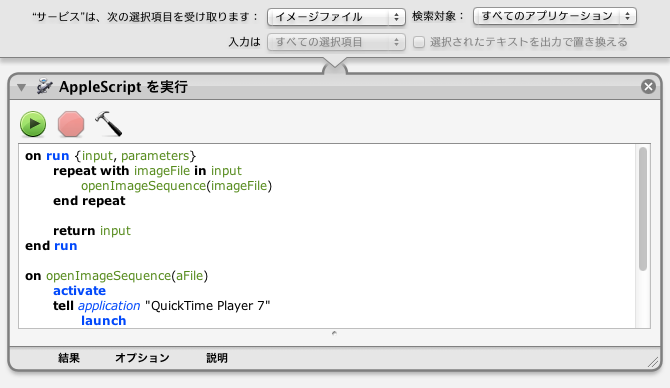 "サービス"は、次の選択項目を受け取ります： イメージファイル 検索対象： すべてのアプリケーション
入力は すべての選択項目 選択されたテキストを出力で置き換える
AppleScript を実行
on run {input, parameters}
repeat with imageFile in input
openImageSequence(imageFile)
end repeat
return input
end run
on openImageSequence(aFile)
activate
tell application "QuickTime Player 7"
launch
結果 オプション 説明